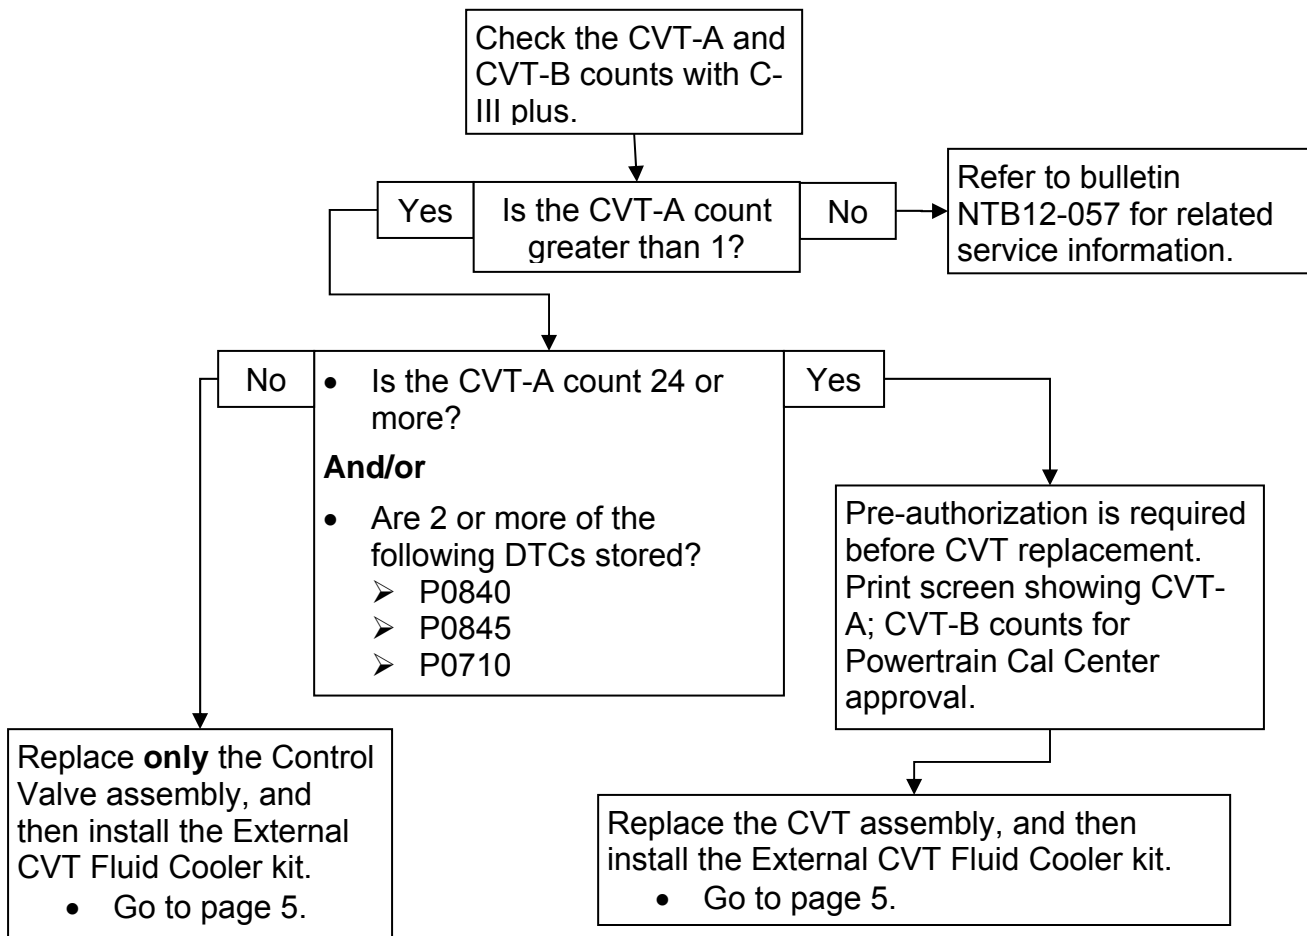 Check the CVT-A and
CVT-B counts with C-
III plus.
Yes
Is the CVT-A count
greater than 1?
No
Refer to bulletin
NTB12-057 for related
service information.
No
• Is the CVT-A count 24 or
more?
And/or
• Are 2 or more of the
following DTCs stored?
➢ P0840
➢ P0845
➢ P0710
Yes
Pre-authorization is required
before CVT replacement.
Print screen showing CVT-
A; CVT-B counts for
Powertrain Cal Center
approval.
Replace only the Control
Valve assembly, and
then install the External
CVT Fluid Cooler kit.
• Go to page 5.
Replace the CVT assembly, and then
install the External CVT Fluid Cooler kit.
• Go to page 5.